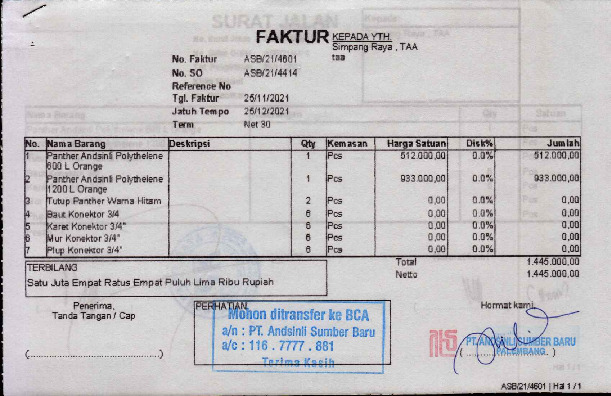 FAKTUR
KEPADA YTH.
Simpang Raya , TAA
taa
No. Faktur ASB/21/4601
No. SO ASB/21/4414
Reference No
Tgl. Faktur 26/11/2021
Jatuh Tempo 26/12/2021
Term Net 30
No. Nama Barang Deskripsi Qty Kemasan Harga Satuan Disk% Jumlah
1 Panther Andsinli Polythelene 600 L Orange 1 Pcs 512.000,00 0.0% 512.000,00
2 Panther Andsinli Polythelene 1200 L Orange 1 Pcs 933.000,00 0.0% 933.000,00
3 Tutup Panther Warna Hitam 2 Pcs 0,00 0.0% 0,00
4 Baut Konektor 3/4 6 Pcs 0,00 0.0% 0,00
5 Karet Konektor 3/4" 6 Pcs 0,00 0.0% 0,00
6 Mur Konektor 3/4" 6 Pcs 0,00 0.0% 0,00
7 Plup Konektor 3/4" 6 Pcs 0,00 0.0% 0,00
Total 1.445.000,00
Netto 1.445.000,00
TERBILANG
Satu Juta Empat Ratus Empat Puluh Lima Ribu Rupiah
Penerima,
Tanda Tangan / Cap
PERHATIAN
Mohon ditransfer ke BCA
a/n : PT. Andsinli Sumber Baru
a/c : 116 . 7777 . 881
Terima Kasih
Hormat kami,
PT. ANDSINLI SUMBER BARU
PALEMBANG
ASB/21/4601 | Hal 1 / 1